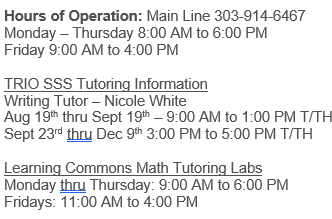 Hours of Operation: Main Line 303-914-6467
Monday – Thursday 8:00 AM to 6:00 PM
Friday 9:00 AM to 4:00 PM
TRIO SSS Tutoring Information
Writing Tutor – Nicole White
Aug 19th thru Sept 19th – 9:00 AM to 1:00 PM T/TH
Sept 23rd thru Dec 9th 3:00 PM to 5:00 PM T/TH
Learning Commons Math Tutoring Labs
Monday thru Thursday: 9:00 AM to 6:00 PM
Fridays: 11:00 AM to 4:00 PM